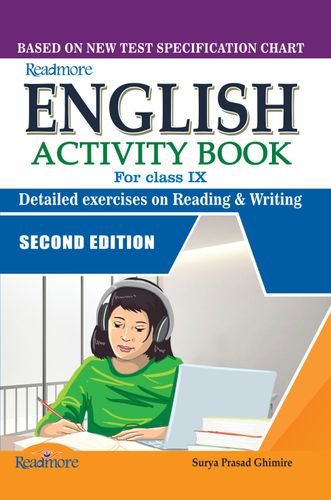 BASED ON NEW TEST SPECIFICATION CHART
Readmore
ENGLISH
ACTIVITY BOOK
For class IX
Detailed exercises on Reading & Writing
SECOND EDITION
Readmore
Surya Prasad Ghimire